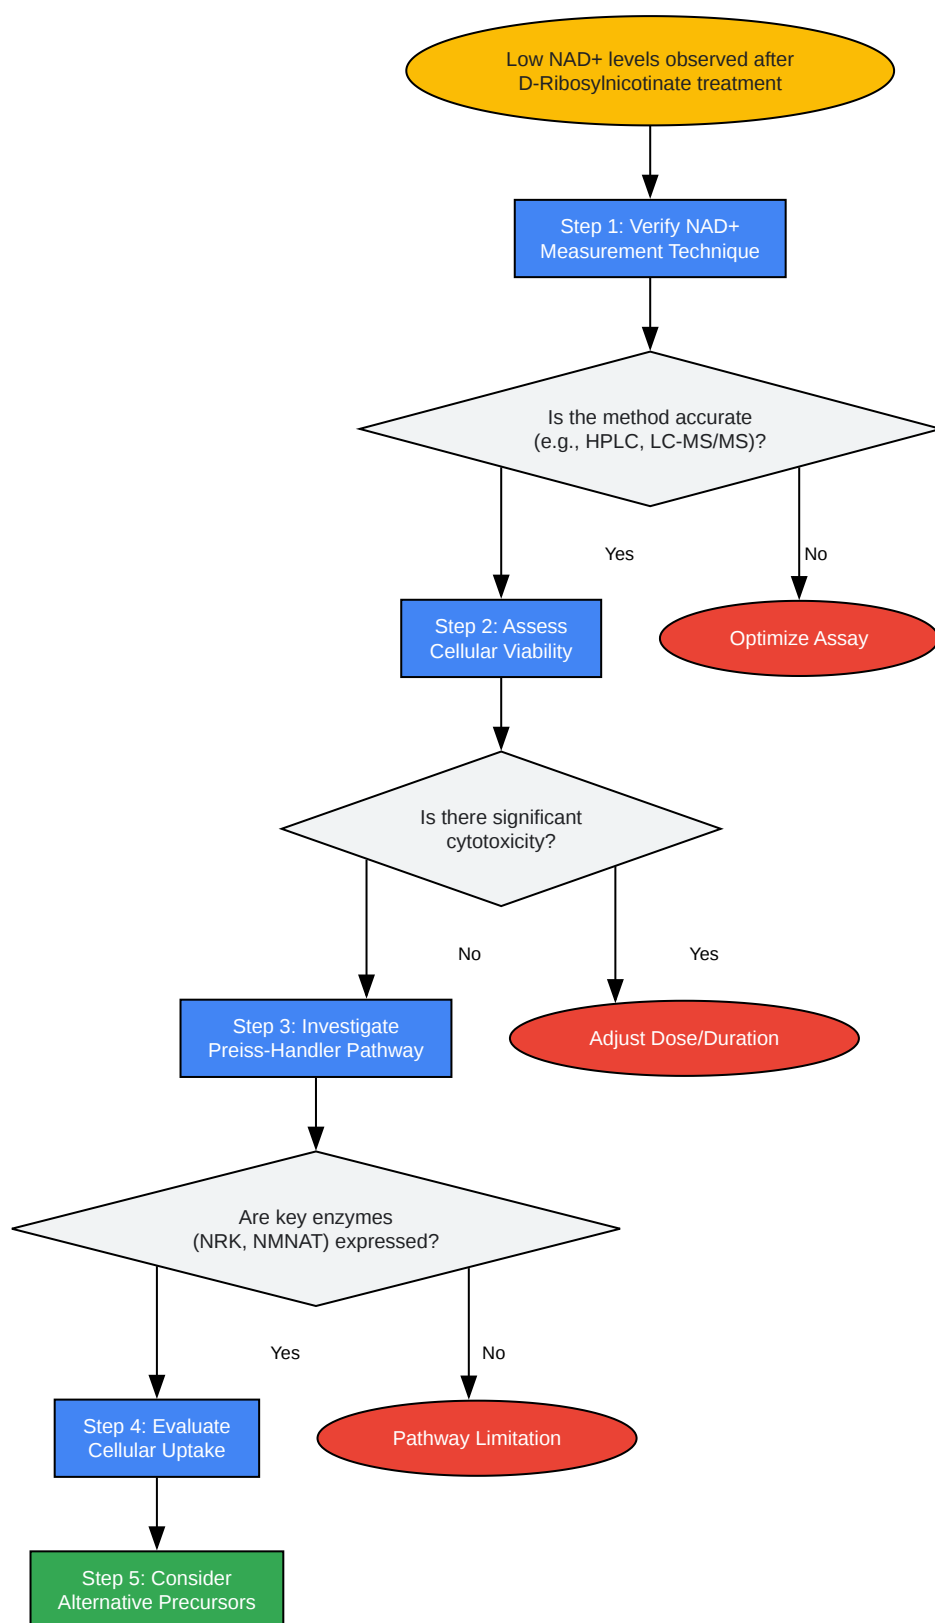 Low NAD+ levels observed after
D-Ribosylnicotinate treatment
Step 1: Verify NAD+
Measurement Technique
Is the method accurate
(e.g., HPLC, LC-MS/MS)?
Yes
No
Step 2: Assess
Cellular Viability
Optimize Assay
Is there significant
cytotoxicity?
No
Yes
Step 3: Investigate
Preiss-Handler Pathway
Adjust Dose/Duration
Are key enzymes
(NRK, NMNAT) expressed?
Yes
No
Step 4: Evaluate
Cellular Uptake
Pathway Limitation
Step 5: Consider
Alternative Precursors